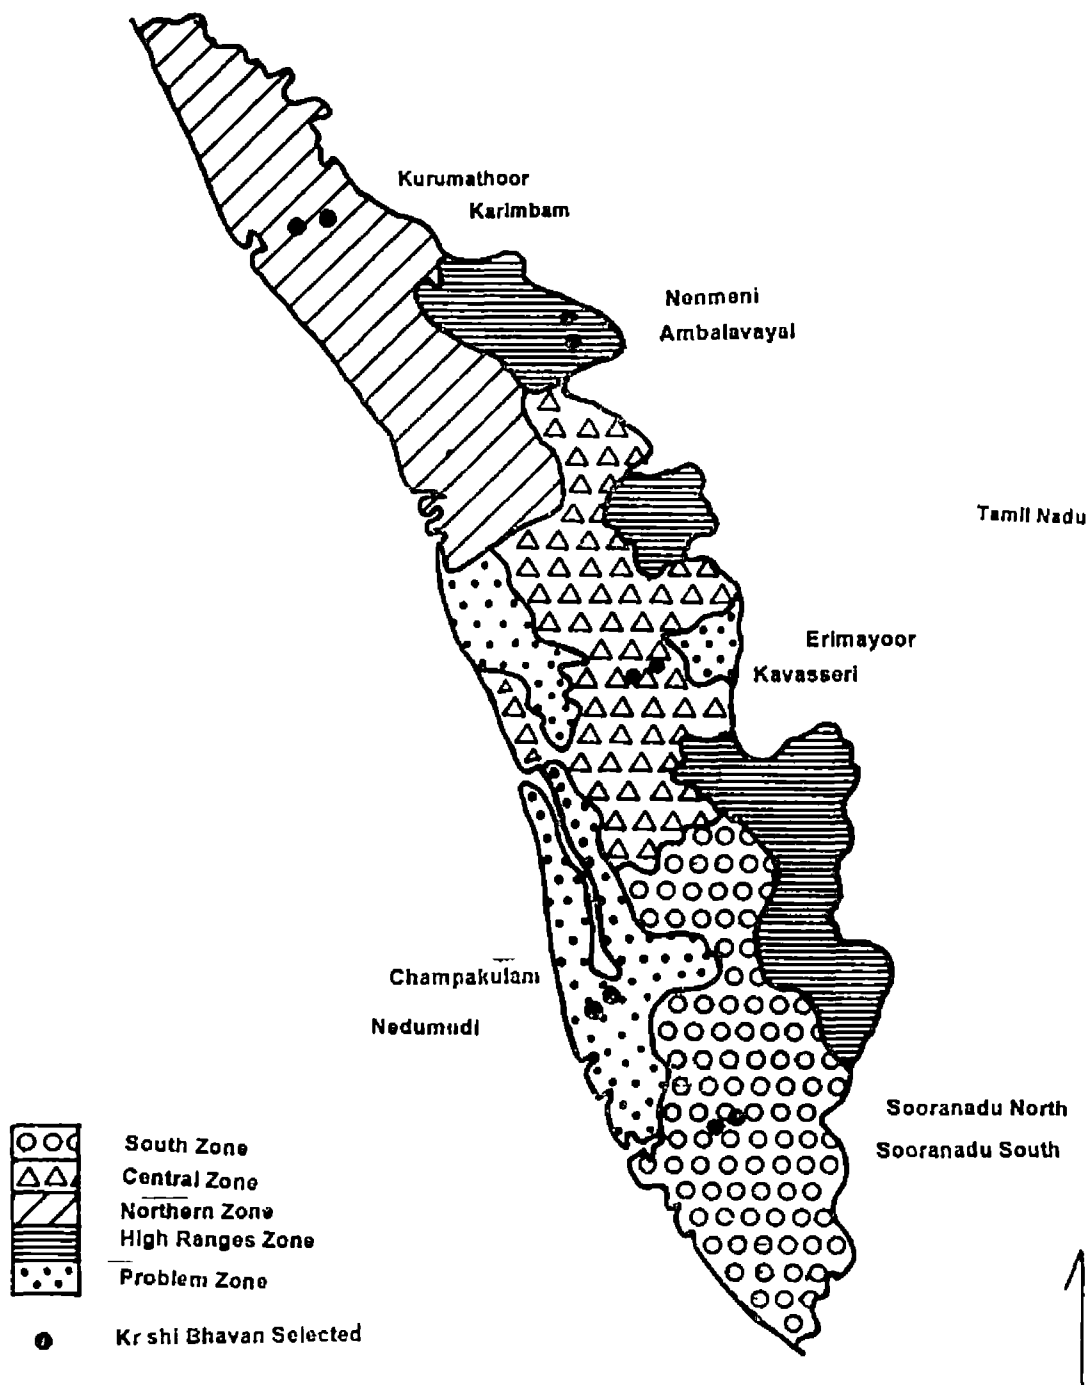 Kurumathoor
Karimbam
Nenmeni
Ambalavayal
Tamil Nadu
Erimayoor
Kavasseri
Champakulam
Nedumudi
Sooranadu North
Sooranadu South
South Zone
Central Zone
Northern Zone
High Ranges Zone
Problem Zone
Krishi Bhavan Selected